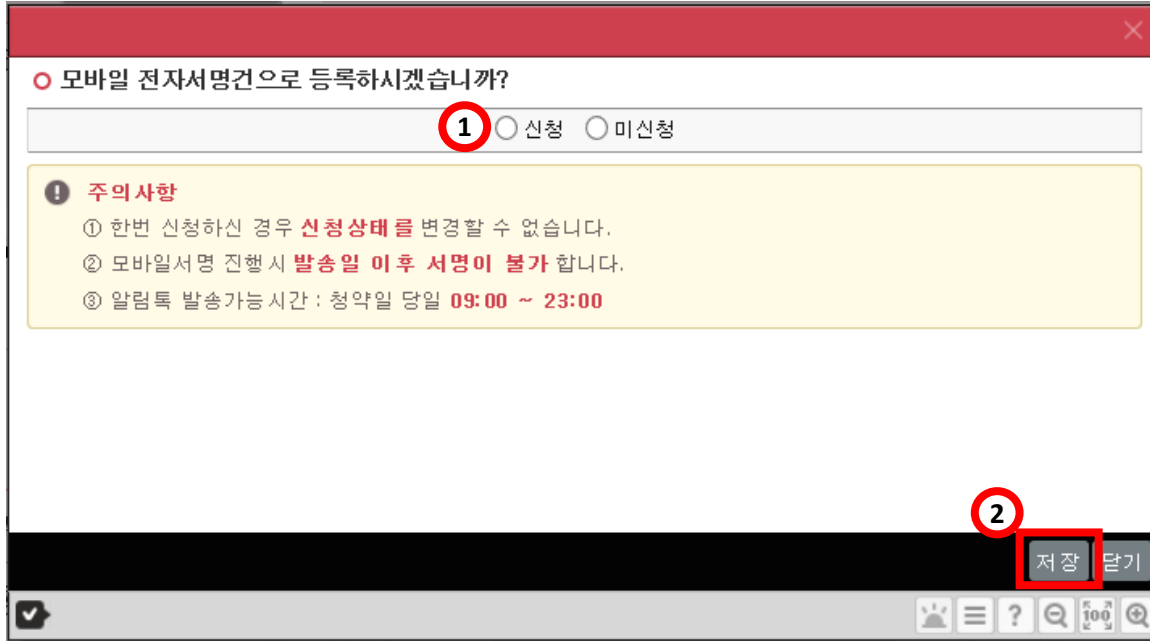 모바일 전자서명건으로 등록하시겠습니까?
1 신청 미신청
주의사항
① 한번 신청하신 경우 신청상태를 변경할 수 없습니다.
② 모바일서명 진행시 발송일 이후 서명이 불가 합니다.
③ 알림톡 발송가능시간 : 청약일 당일 09:00 ~ 23:00
2
저장 닫기
? 100